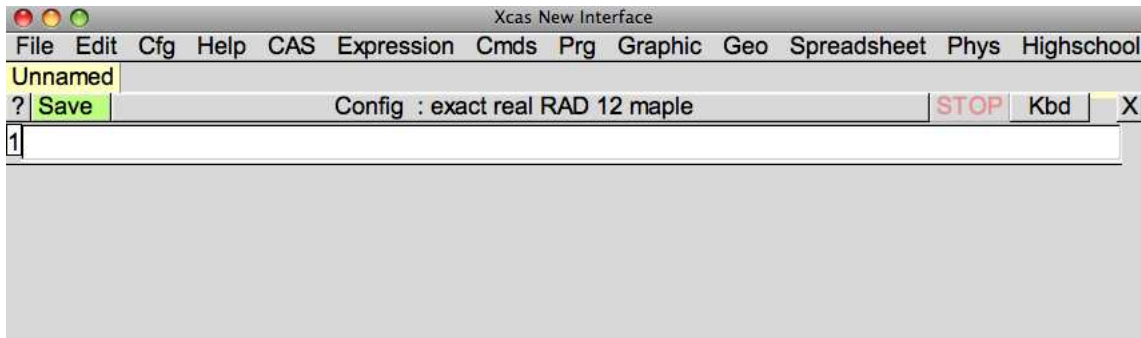 Xcas New Interface
File Edit Cfg Help CAS Expression Cmds Prg Graphic Geo Spreadsheet Phys Highschool
Unnamed
? Save Config : exact real RAD 12 maple STOP Kbd X
1